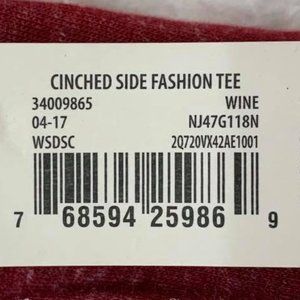 CINCHED SIDE FASHION TEE
34009865 WINE
04-17 NJ47G118N
WSDSC 2Q720VX42AE1001
7 68594 25986 9